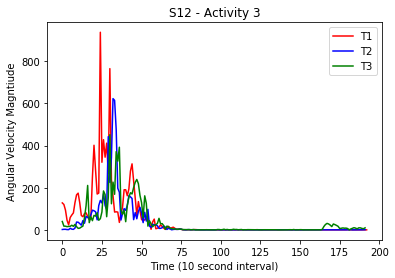 S12 - Activity 3
Angular Velocity Magntiude
800
600
400
200
0
0
25
50
75
100
125
150
175
200
Time (10 second interval)
T1
T2
T3